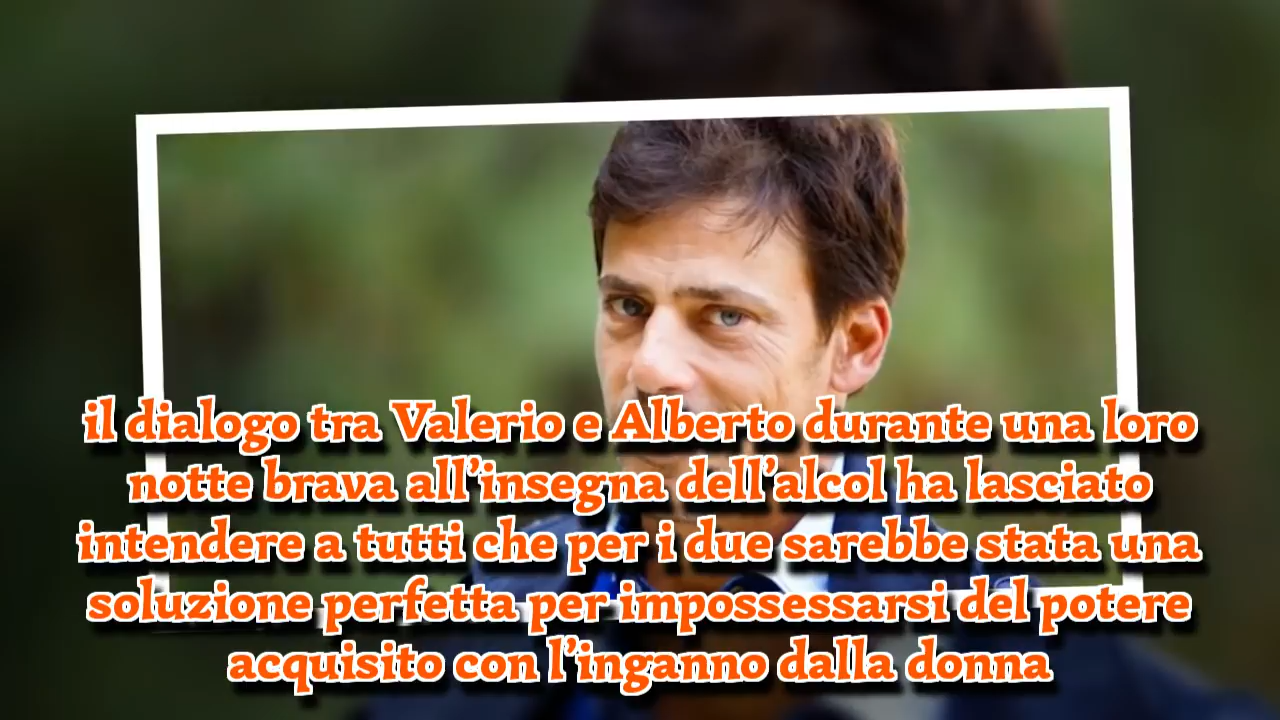 il dialogo tra Valerio e Alberto durante una loro
notte brava all'insegna dell'alcol ha lasciato
intendere a tutti che per i due sarebbe stata una
soluzione perfetta per impossessarsi del potere
acquisito con l'inganno dalla donna